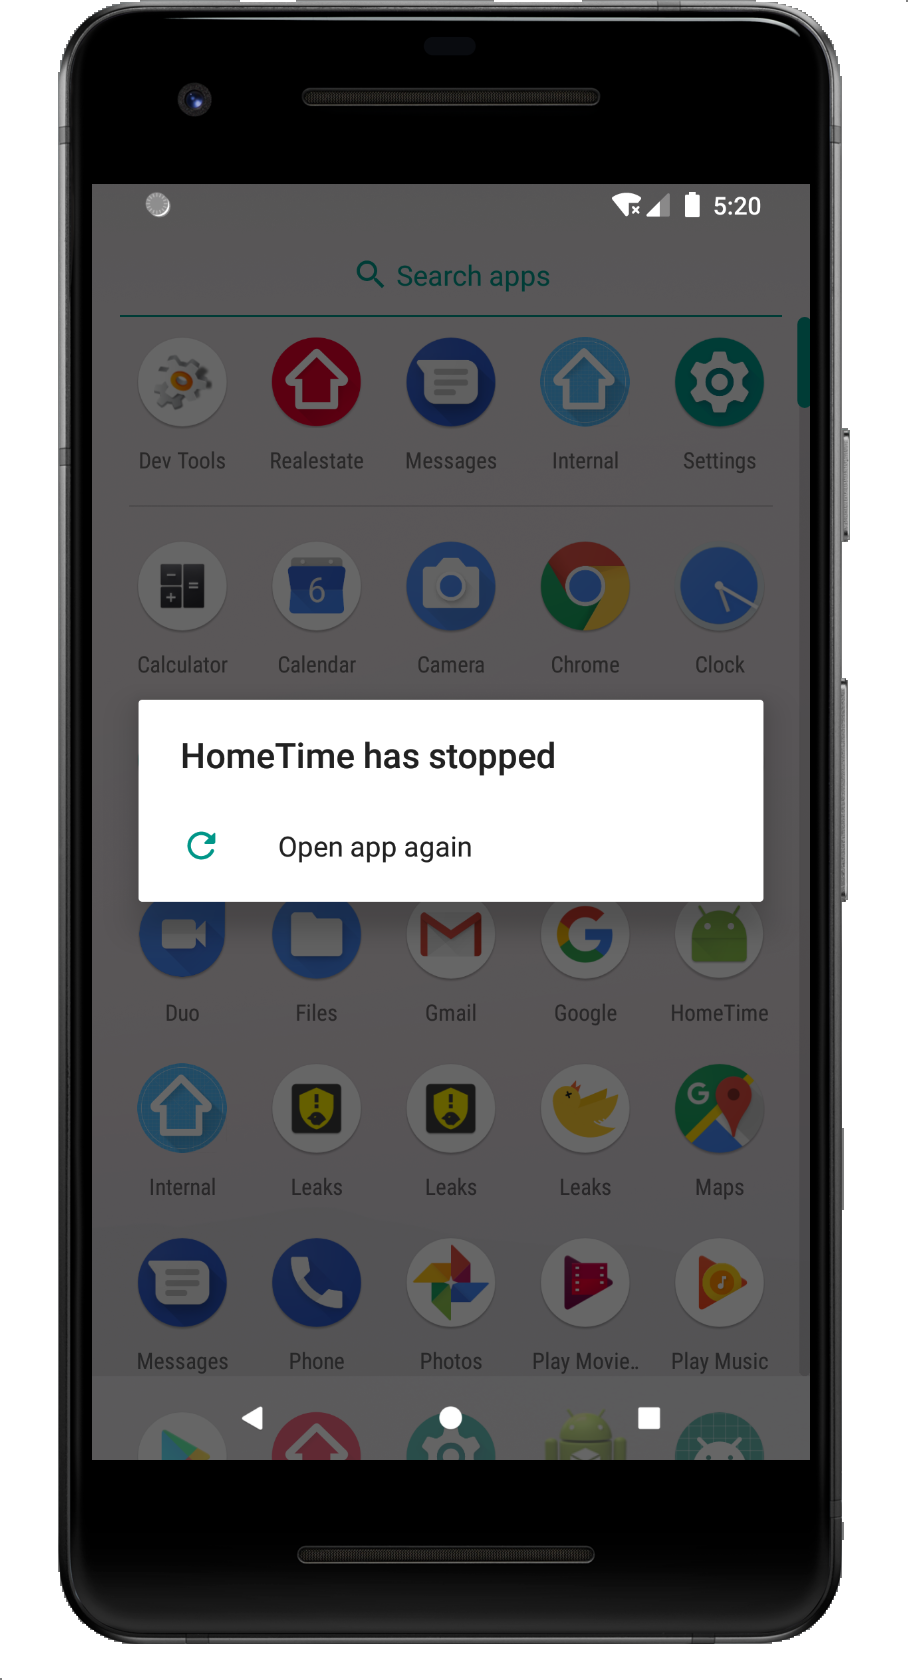 5:20
Search apps
Dev Tools Realestate Messages Internal Settings
6
Calculator Calendar Camera Chrome Clock
HomeTime has stopped
Open app again
Duo Files Gmail Google HomeTime
G
Internal Leaks Leaks Leaks Maps
Messages Phone Photos Play Movie.. Play Music